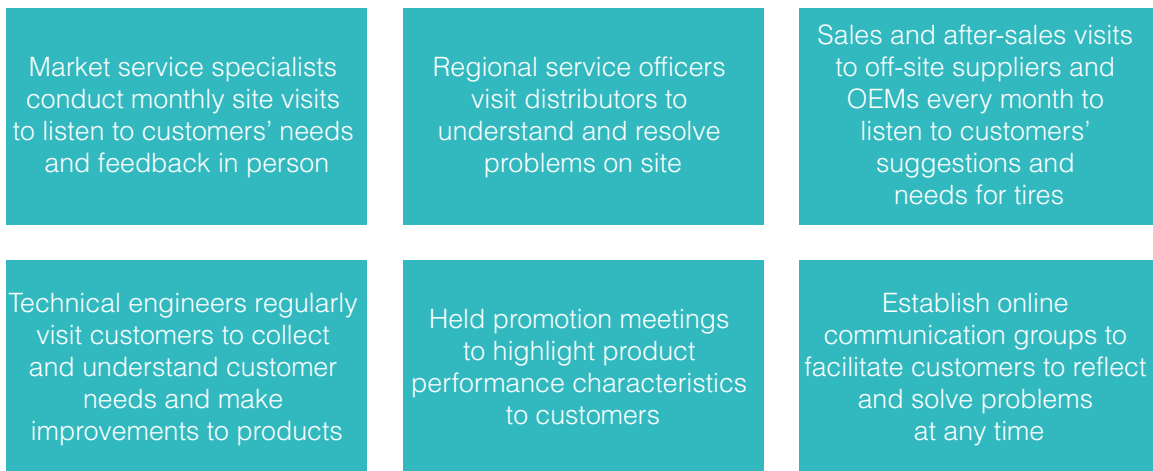 Market service specialists
conduct monthly site visits
to listen to customers’ needs
and feedback in person
Regional service officers
visit distributors to
understand and resolve
problems on site
Sales and after-sales visits
to off-site suppliers and
OEMs every month to
listen to customers’
suggestions and
needs for tires
Technical engineers regularly
visit customers to collect
and understand customer
needs and make
improvements to products
Held promotion meetings
to highlight product
performance characteristics
to customers
Establish online
communication groups to
facilitate customers to reflect
and solve problems
at any time